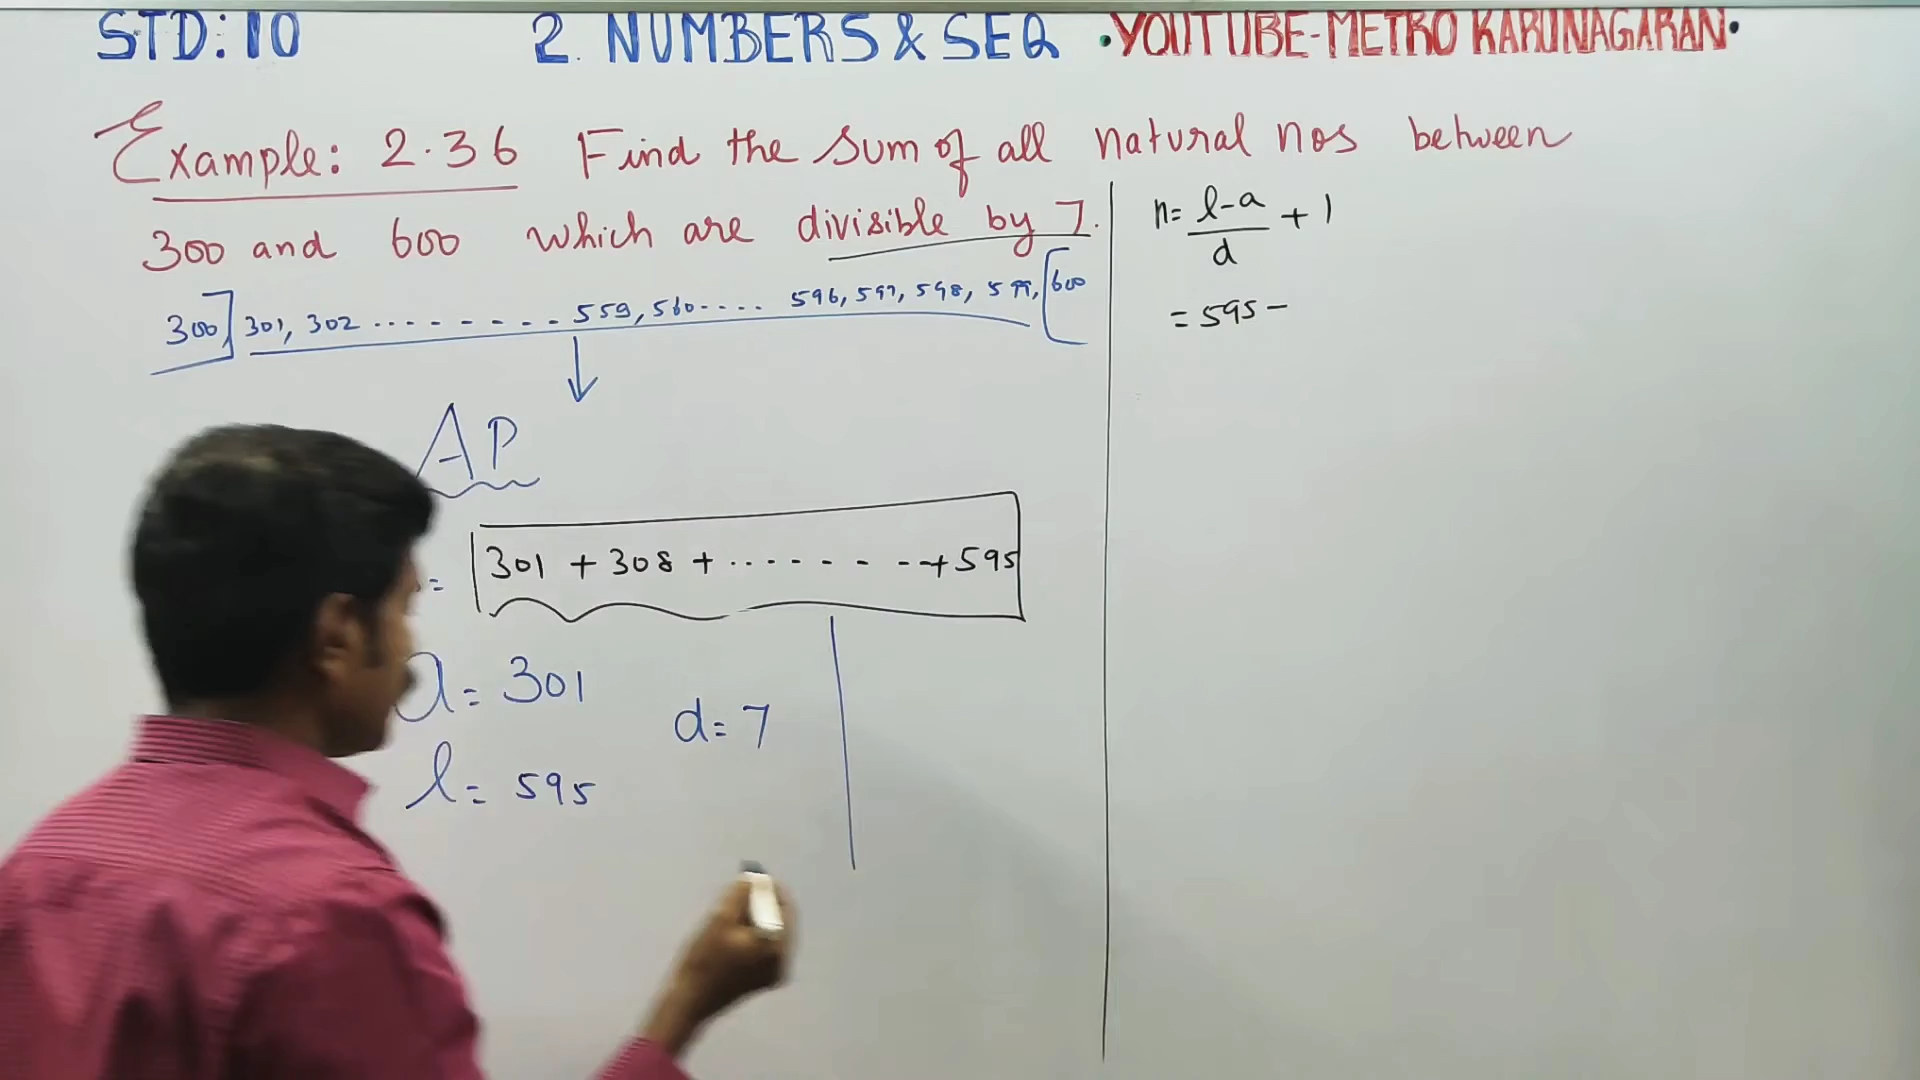 STD: 10 2. NUMBERS & SEQ •YOUTUBE-METRO KARUNAGARAN•
Example: 2.36 Find the sum of all natural nos between
300 and 600 which are divisible by 7.
300, 301, 302 ........ 559, 560.... 596, 597, 598, 599, 600
AP
= 301 + 308 + ........+ 595
a = 301
d = 7
l = 595
n = l-a / d + 1
= 595 -